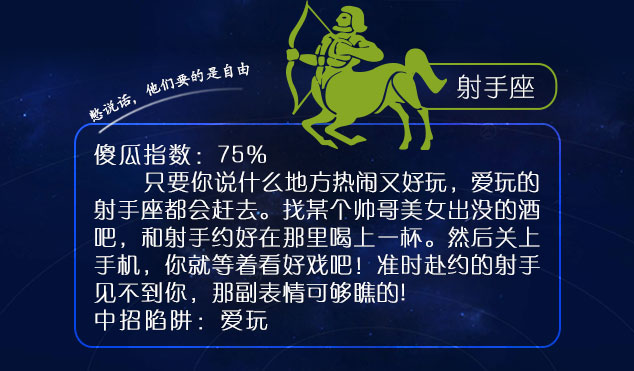 射手座
憋说话，他们要的是自由
傻瓜指数：75%
只要你说什么地方热闹又好玩，爱玩的
射手座都会赶去。找某个帅哥美女出没的酒
吧，和射手约好在那里喝上一杯。然后关上
手机，你就等着看好戏吧！准时赴约的射手
见不到你，那副表情可够瞧的!
中招陷阱：爱玩